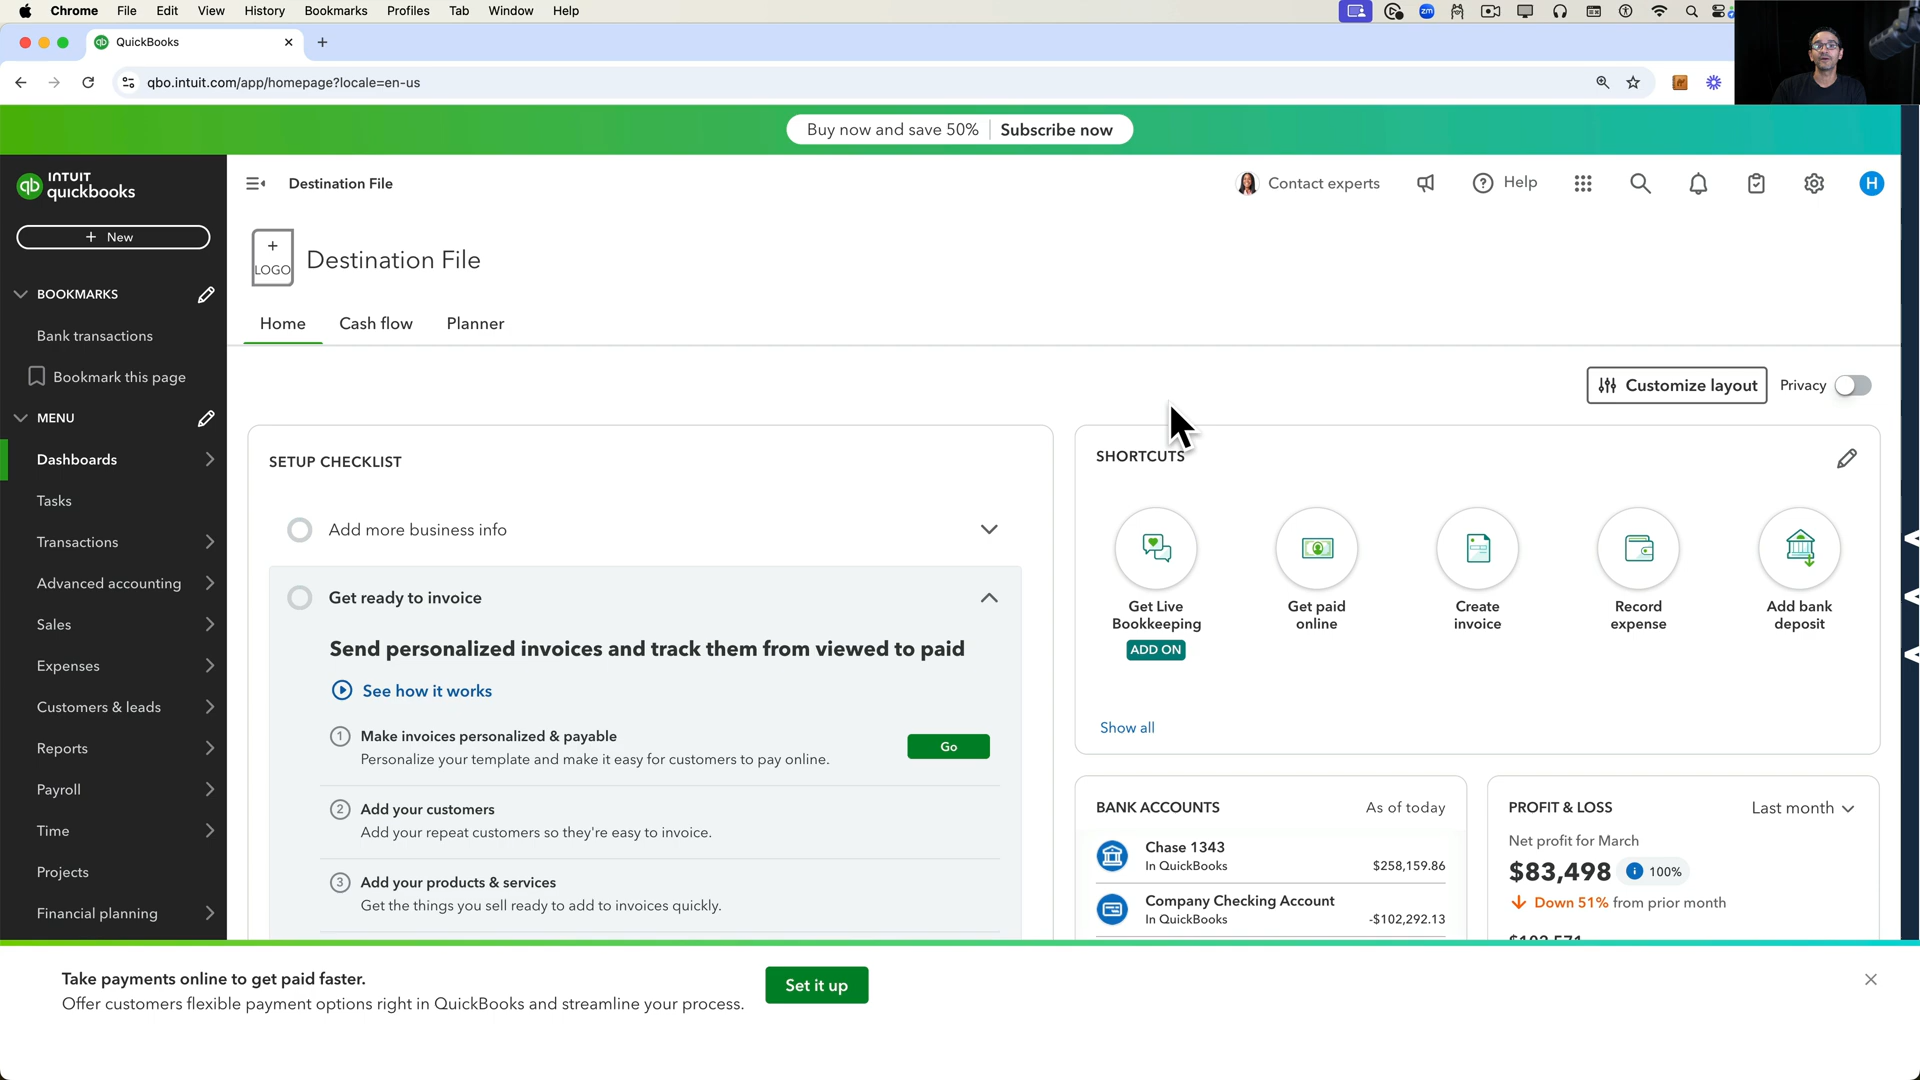 Chrome File Edit View History Bookmarks Profiles Tab Window Help
zm
qb QuickBooks
qbo.intuit.com/app/homepage?locale=en-us
Buy now and save 50% Subscribe now
qb INTUIT quickbooks
+ New
BOOKMARKS
Bank transactions
Bookmark this page
MENU
Dashboards
Tasks
Transactions
Advanced accounting
Sales
Expenses
Customers & leads
Reports
Payroll
Time
Projects
Financial planning
Destination File
Contact experts
Help
H
+ LOGO
Destination File
Home Cash flow Planner
Customize layout Privacy
SETUP CHECKLIST
Add more business info
Get ready to invoice
Send personalized invoices and track them from viewed to paid
See how it works
1 Make invoices personalized & payable
Personalize your template and make it easy for customers to pay online.
Go
2 Add your customers
Add your repeat customers so they're easy to invoice.
3 Add your products & services
Get the things you sell ready to add to invoices quickly.
SHORTCUTS
Get Live Bookkeeping
ADD ON
Get paid online
Create invoice
Record expense
Add bank deposit
Show all
BANK ACCOUNTS As of today
Chase 1343
In QuickBooks $258,159.86
Company Checking Account
In QuickBooks -$102,292.13
PROFIT & LOSS Last month
Net profit for March
$83,498 100%
Down 51% from prior month
Take payments online to get paid faster.
Offer customers flexible payment options right in QuickBooks and streamline your process.
Set it up